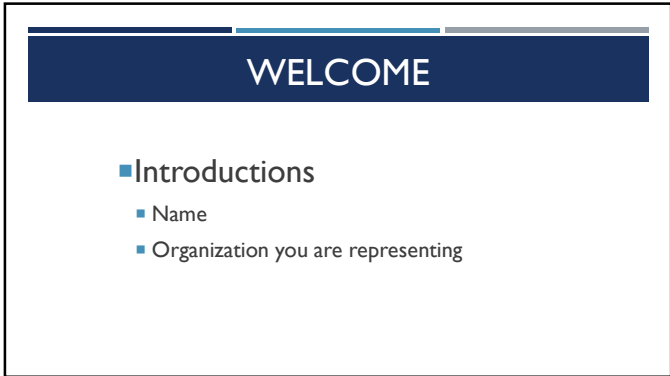 WELCOME
Introductions
Name
Organization you are representing